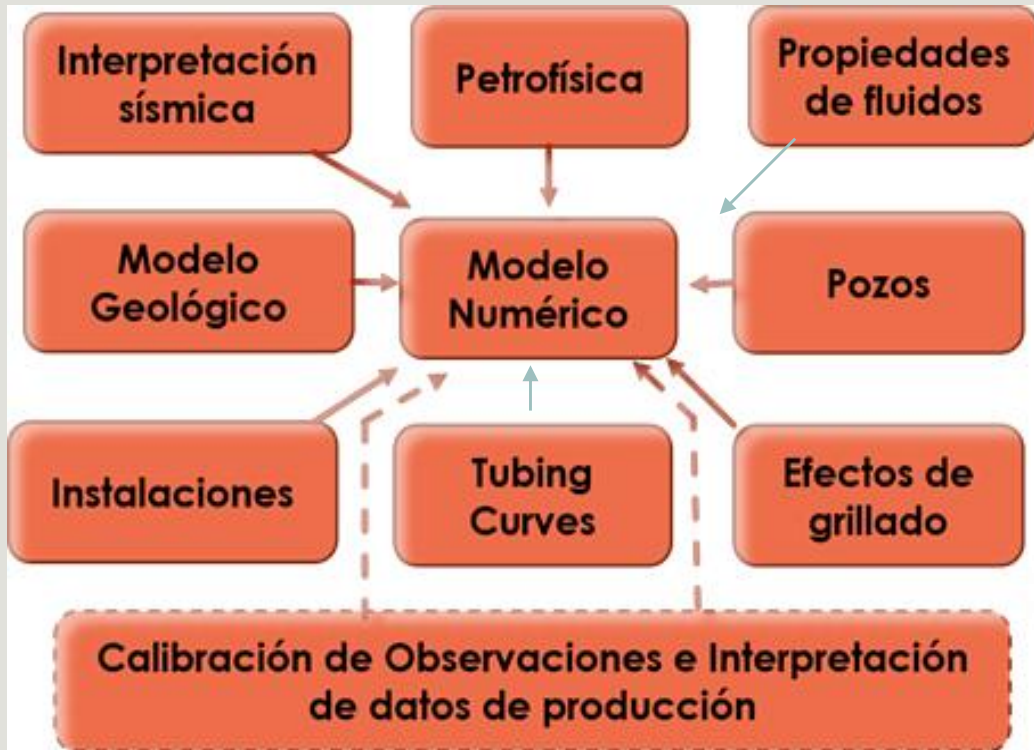 Interpretación
sísmica
Petrofísica
Propiedades
de fluidos
Modelo
Geológico
Modelo
Numérico
Pozos
Instalaciones
Tubing
Curves
Efectos de
grillado
Calibración de Observaciones e Interpretación
de datos de producción